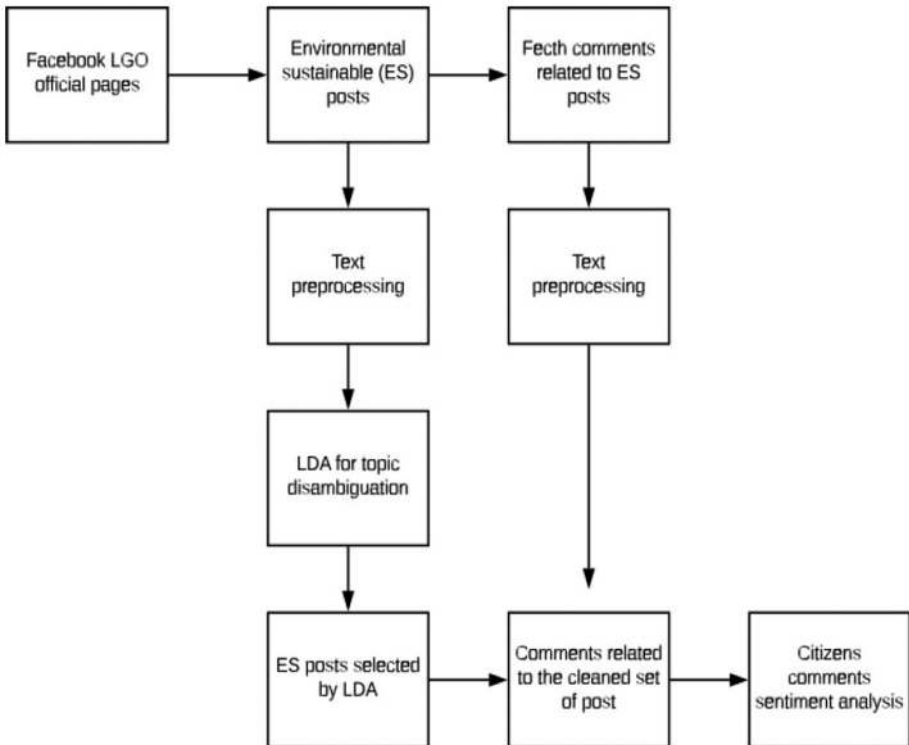 Facebook LGO
official pages
Environmental
sustainable (ES)
posts
Fecth comments
related to ES
posts
Text
preprocessing
Text
preprocessing
LDA for topic
disambiguation
ES posts selected
by LDA
Comments related
to the cleaned set
of post
Citizens
comments
sentiment analysis